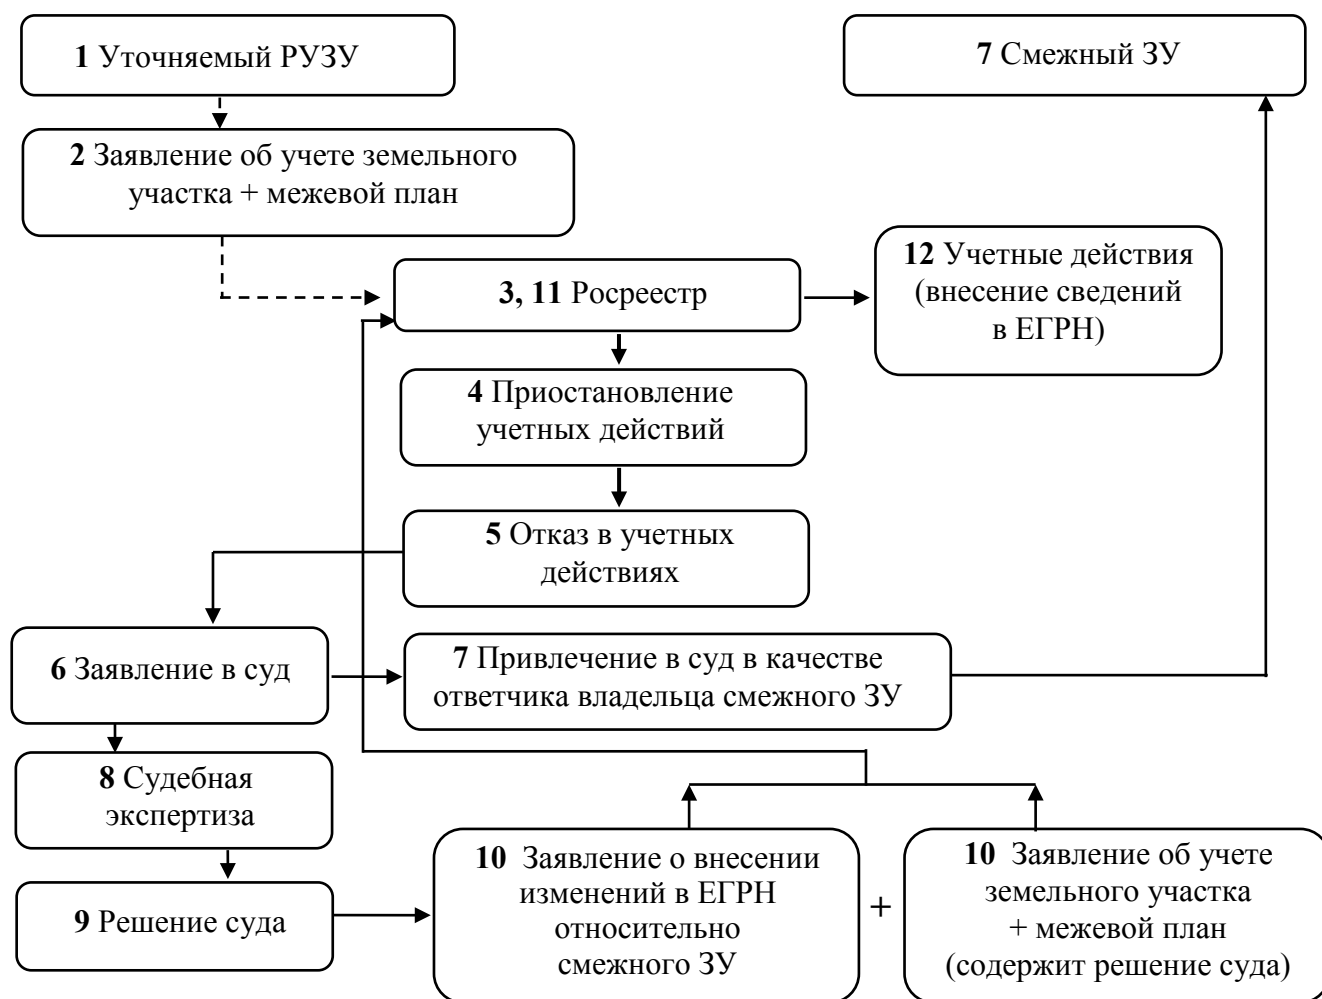 1 Уточняемый РУЗУ
7 Смежный ЗУ
2 Заявление об учете земельного
участка + межевой план
3, 11 Росреестр
12 Учетные действия
(внесение сведений
в ЕГРН)
4 Приостановление
учетных действий
5 Отказ в учетных
действиях
6 Заявление в суд
7 Привлечение в суд в качестве
ответчика владельца смежного ЗУ
8 Судебная
экспертиза
9 Решение суда
10 Заявление о внесении
изменений в ЕГРН
относительно
смежного ЗУ
+
10 Заявление об учете
земельного участка
+ межевой план
(содержит решение суда)